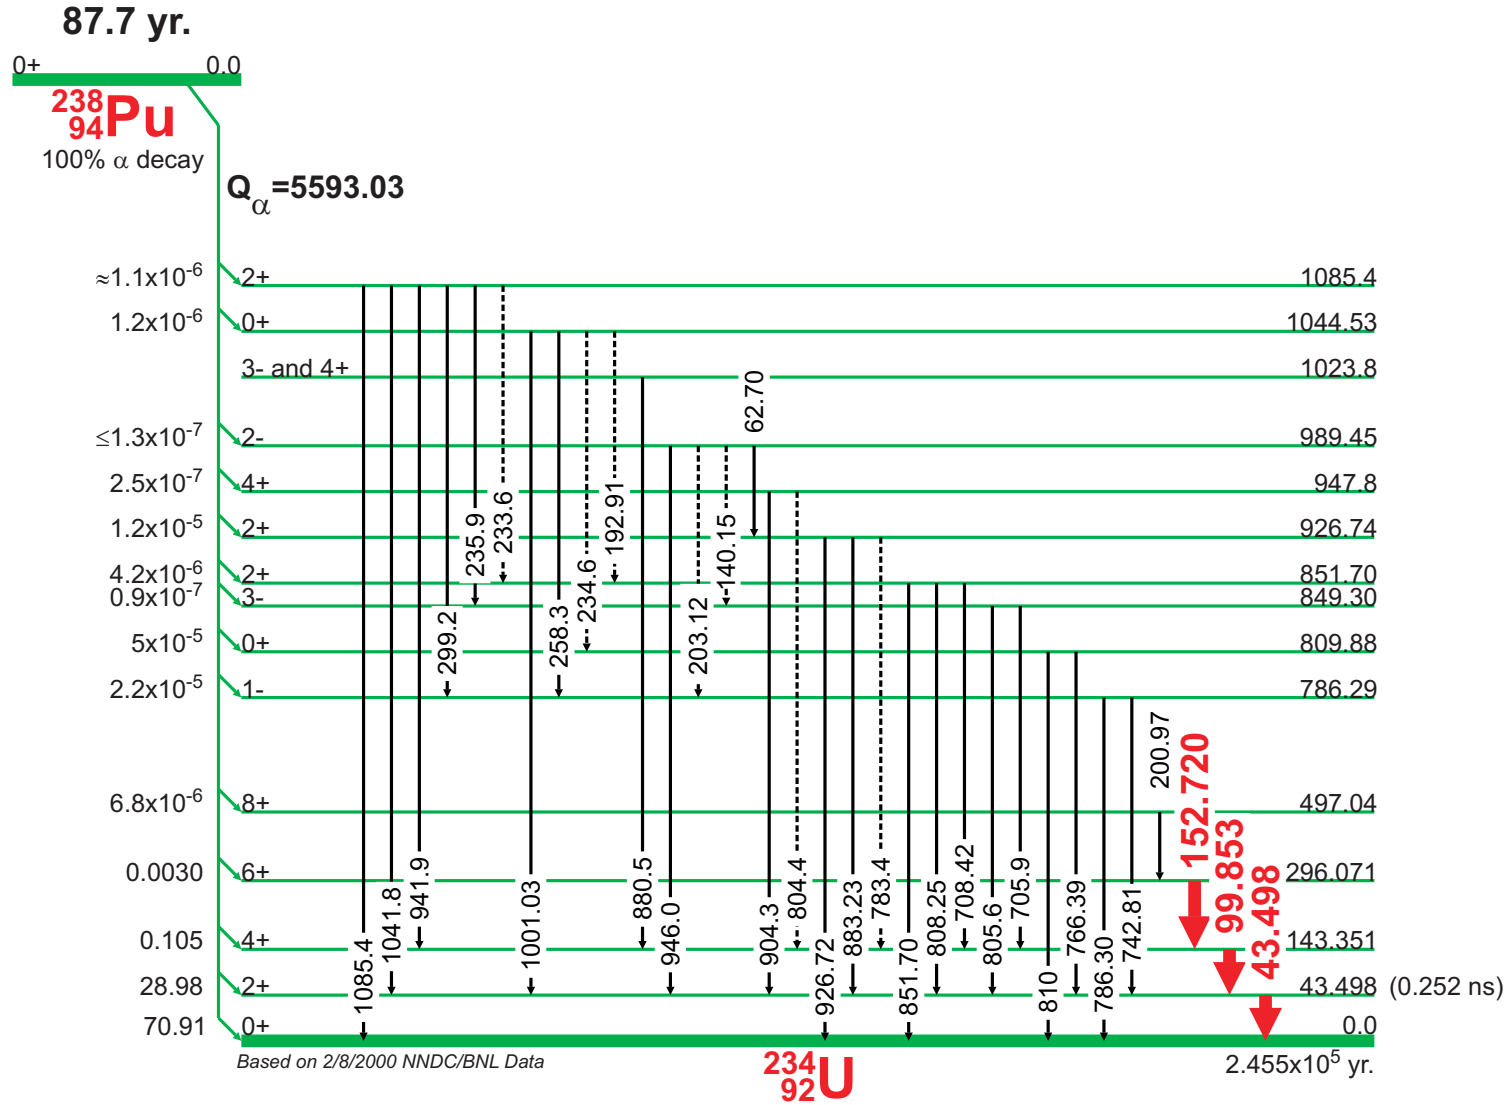 87.7 yr.
0+ 0.0
238
94Pu
100% α decay
Qα=5593.03
≈1.1x10-6 2+ 1085.4
1.2x10-6 0+ 1044.53
3- and 4+ 1023.8
62.70
≤1.3x10-7 2- 989.45
2.5x10-7 4+ 947.8
1.2x10-5 2+ 926.74
235.9 233.6 192.91 140.15
4.2x10-6 2+ 851.70
0.9x10-7 3- 849.30
299.2 258.3 234.6 203.12
5x10-5 0+ 809.88
2.2x10-5 1- 786.29
200.97 152.720
6.8x10-6 8+ 497.04
99.853
0.0030 6+ 296.071
43.498
1085.4 1041.8 941.9 1001.03 880.5 946.0 904.3 804.4 926.72 883.23 783.4 851.70 808.25 708.42 805.6 705.9 810 766.39 786.30 742.81
0.105 4+ 143.351
28.98 2+ 43.498 (0.252 ns)
70.91 0+ 0.0
Based on 2/8/2000 NNDC/BNL Data
234
92U
2.455x105 yr.